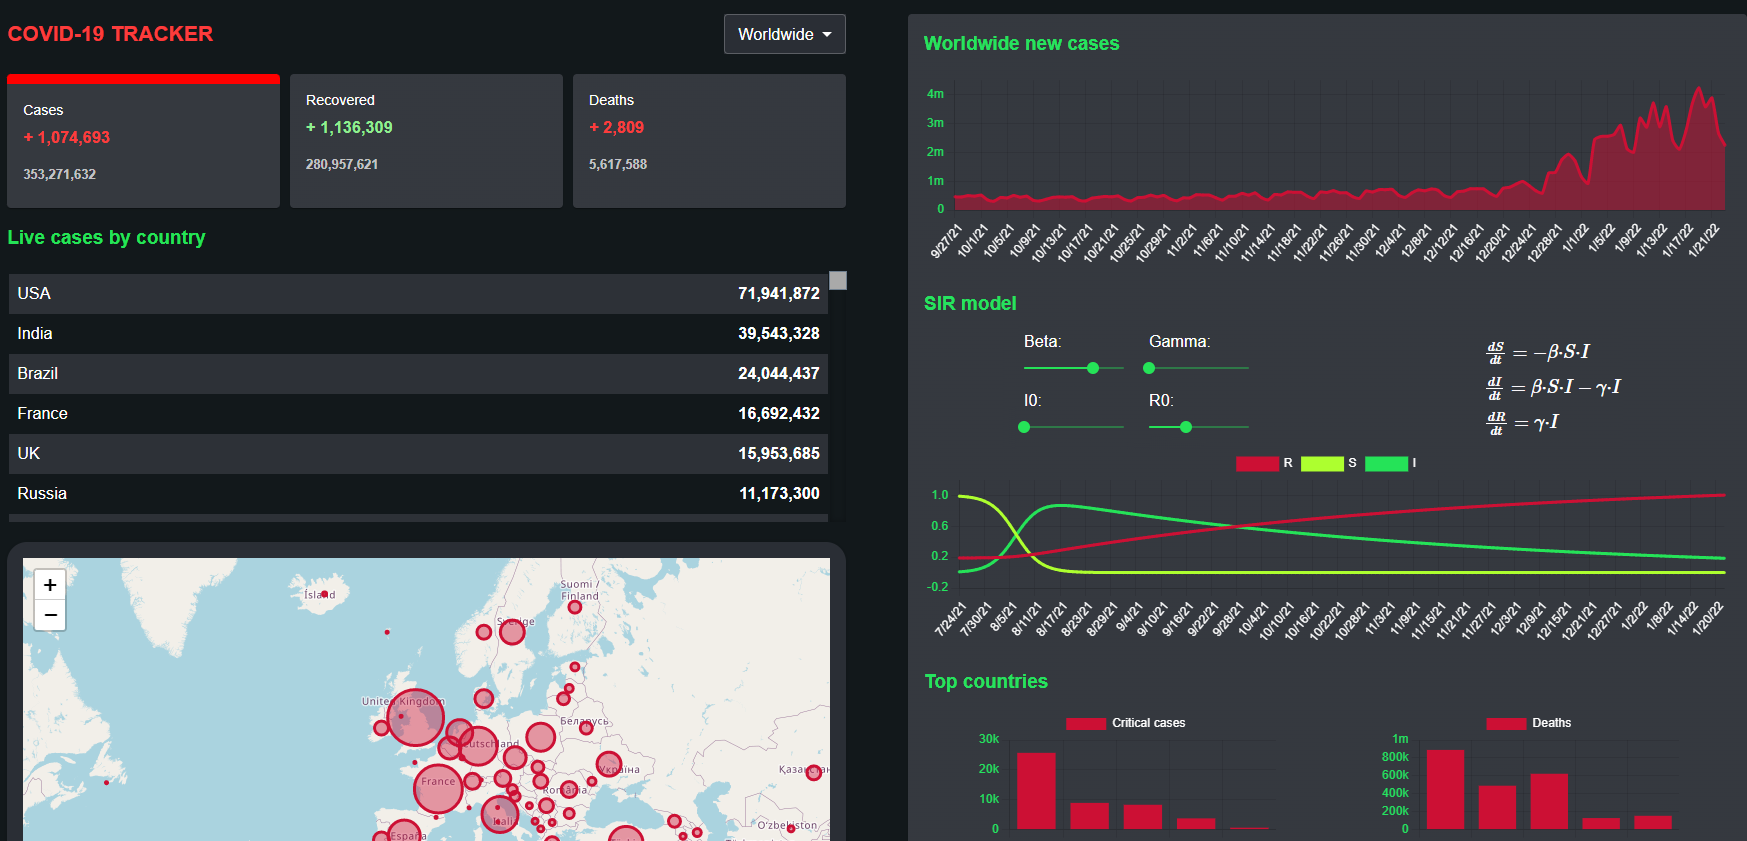 COVID-19 TRACKER
Worldwide
Cases
+ 1,074,693
353,271,632
Recovered
+ 1,136,309
280,957,621
Deaths
+ 2,809
5,617,588
Live cases by country
USA 71,941,872
India 39,543,328
Brazil 24,044,437
France 16,692,432
UK 15,953,685
Russia 11,173,300
+
−
Ísland
Suomi /
Finland
Sverige
United Kingdom
Беларусь
Deutschland
Україна
Қазақстан
France
România
Itali
España
O'zbekiston
Worldwide new cases
4m
3m
2m
1m
0
9/27/21 10/1/21 10/5/21 10/9/21 10/13/21 10/17/21 10/21/21 10/25/21 10/29/21 11/2/21 11/6/21 11/10/21 11/14/21 11/18/21 11/22/21 11/26/21 11/30/21 12/4/21 12/8/21 12/12/21 12/16/21 12/20/21 12/24/21 12/28/21 1/1/22 1/5/22 1/9/22 1/13/22 1/17/22 1/21/22
SIR model
Beta: Gamma:
I0: R0:
dS/dt = −β·S·I
dI/dt = β·S·I − γ·I
dR/dt = γ·I
R S I
1.0
0.6
0.2
-0.2
7/24/21 7/30/21 8/5/21 8/11/21 8/17/21 8/23/21 8/29/21 9/4/21 9/10/21 9/16/21 9/22/21 9/28/21 10/4/21 10/10/21 10/16/21 10/22/21 10/28/21 11/3/21 11/9/21 11/15/21 11/21/21 11/27/21 12/3/21 12/9/21 12/15/21 12/21/21 12/27/21 1/2/22 1/8/22 1/14/22 1/20/22
Top countries
Critical cases
30k
20k
10k
0
Deaths
1m
800k
600k
400k
200k
0